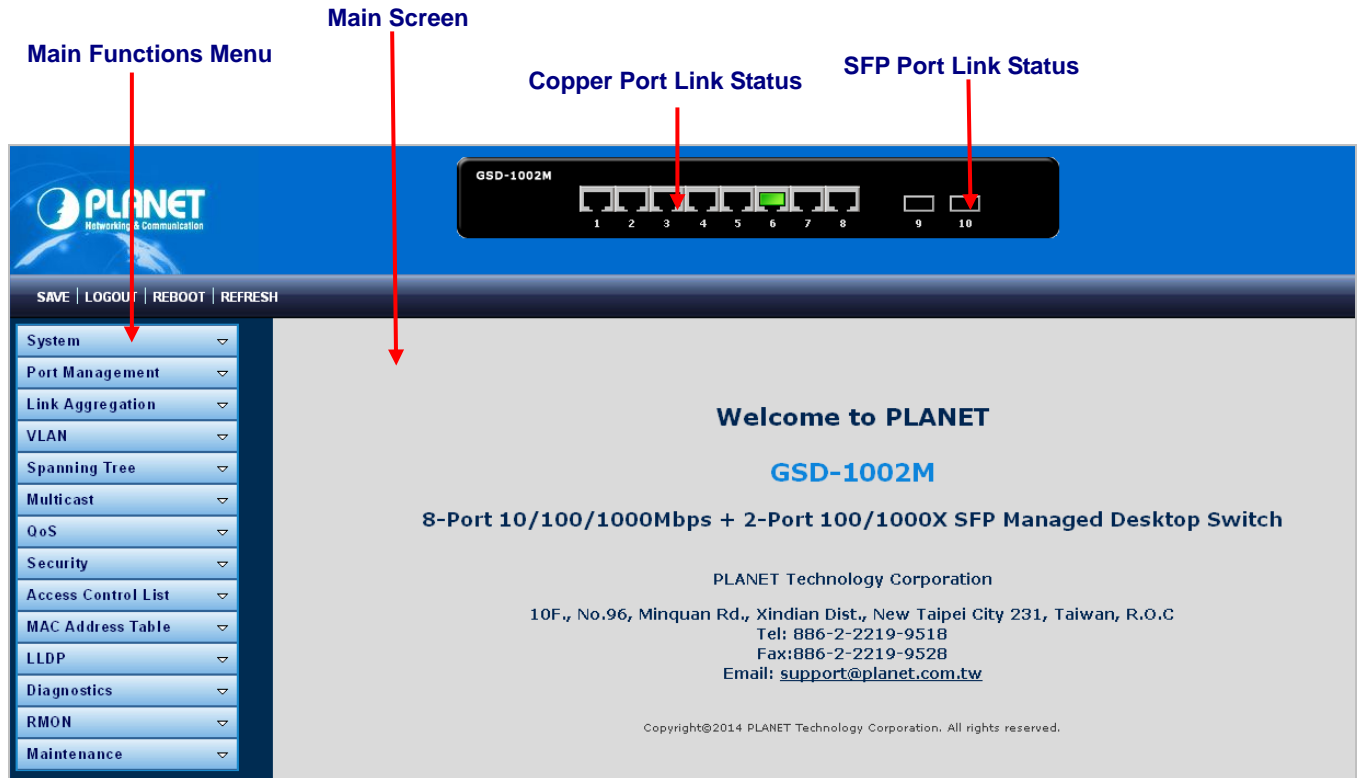 Main Screen
Main Functions Menu
Copper Port Link Status
SFP Port Link Status
PLANET
Networking & Communication
GSD-1002M
1 2 3 4 5 6 7 8 9 10
SAVE | LOGOUT | REBOOT | REFRESH
System
Port Management
Link Aggregation
VLAN
Spanning Tree
Multicast
QoS
Security
Access Control List
MAC Address Table
LLDP
Diagnostics
RMON
Maintenance
Welcome to PLANET
GSD-1002M
8-Port 10/100/1000Mbps + 2-Port 100/1000X SFP Managed Desktop Switch
PLANET Technology Corporation
10F., No.96, Minquan Rd., Xindian Dist., New Taipei City 231, Taiwan, R.O.C
Tel: 886-2-2219-9518
Fax:886-2-2219-9528
Email: support@planet.com.tw
Copyright©2014 PLANET Technology Corporation. All rights reserved.